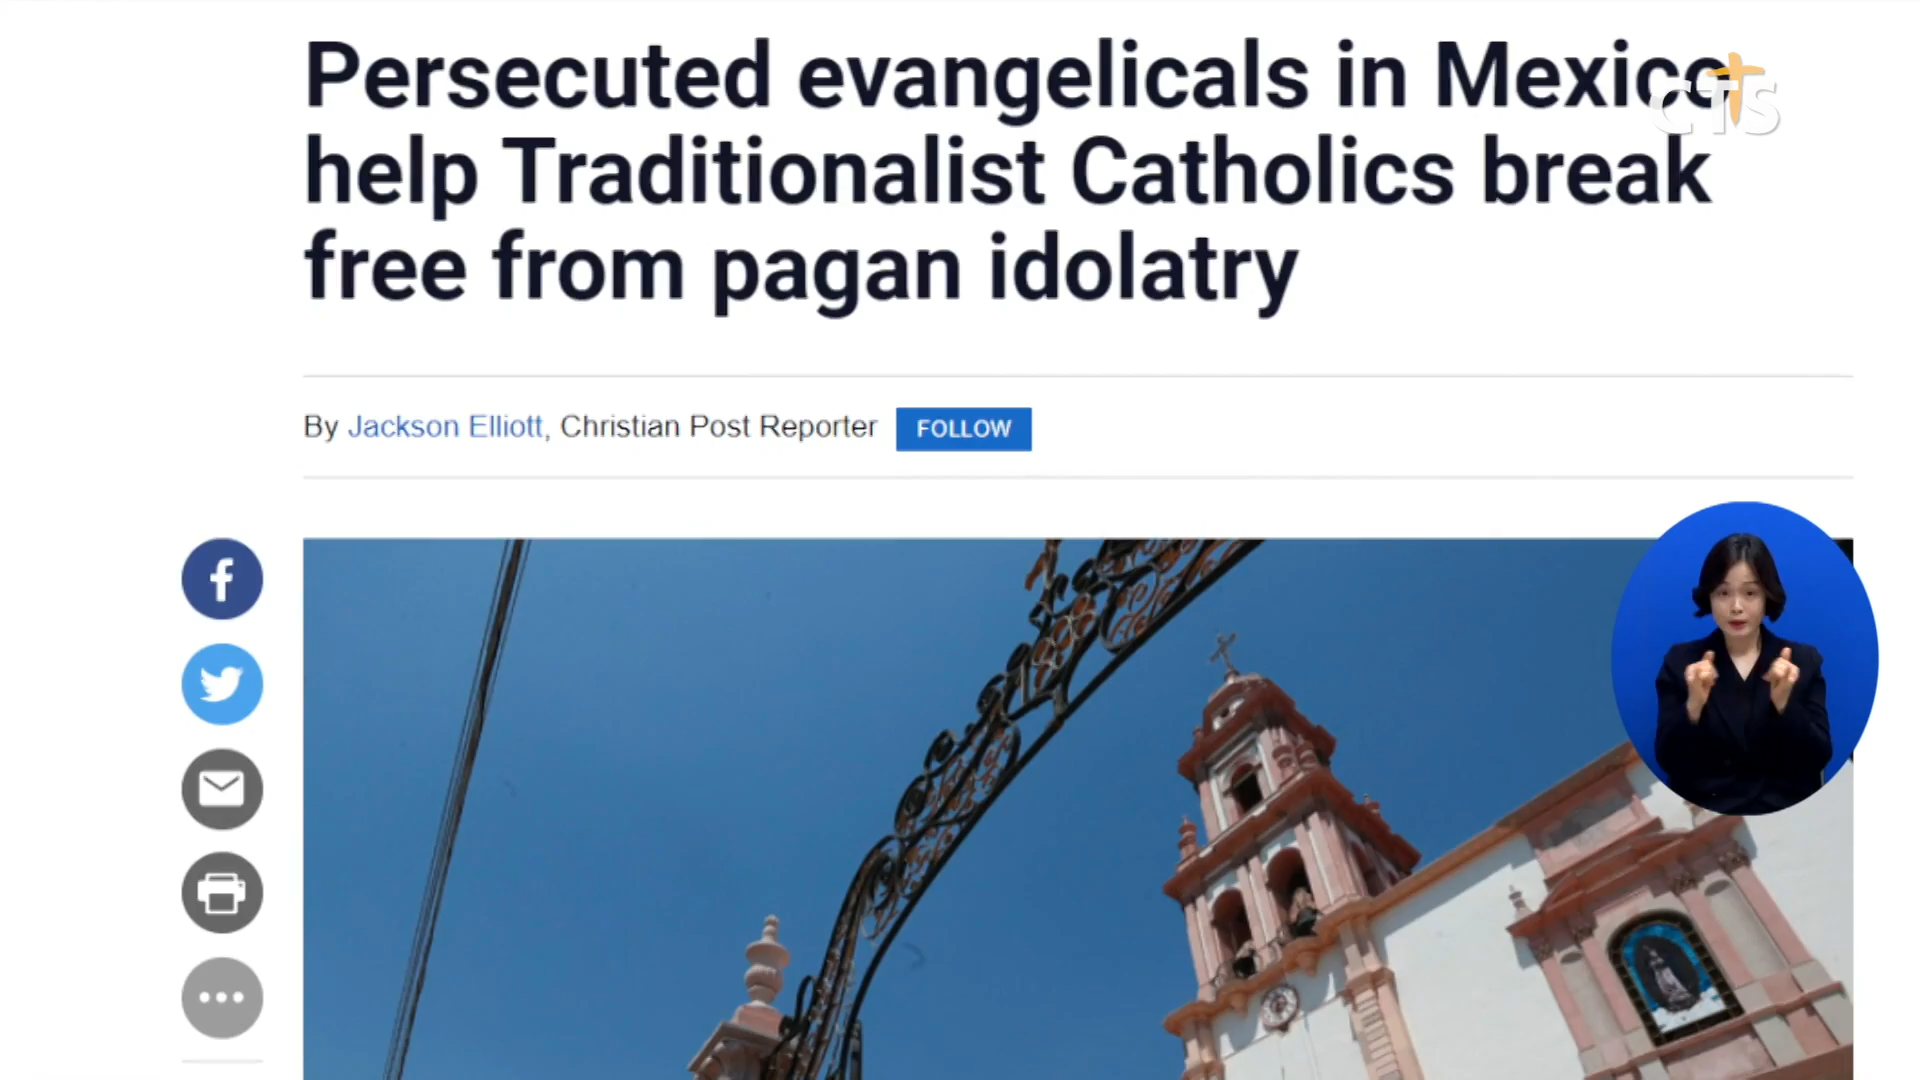 Persecuted evangelicals in Mexico
help Traditionalist Catholics break
free from pagan idolatry
CTS
By Jackson Elliott, Christian Post Reporter
FOLLOW